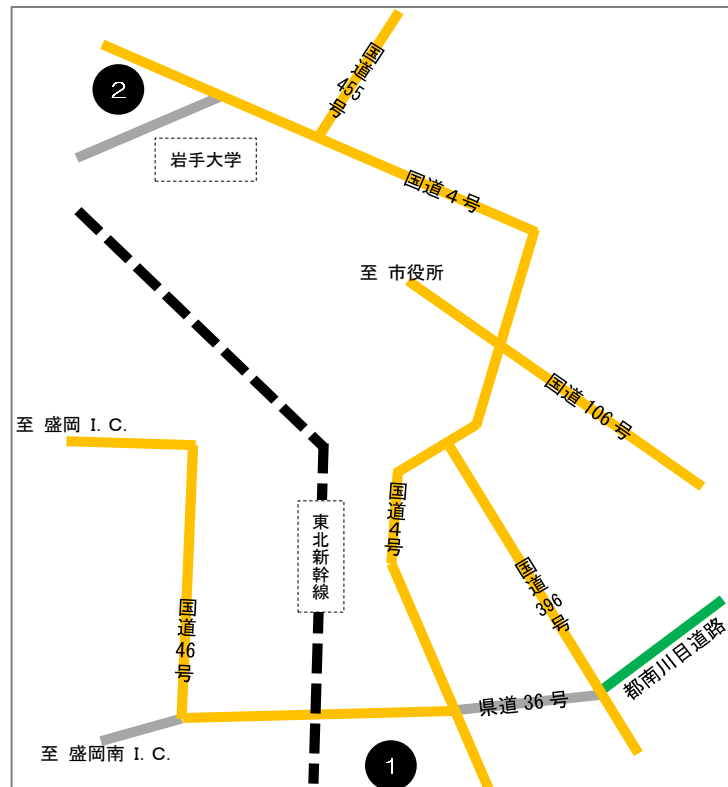 国道455号
2
岩手大学
国道4号
至 市役所
国道106号
至 盛岡 I.C.
国道4号
東北新幹線
国道396号
国道46号
都南川目道路
県道36号
至 盛岡南 I.C.
1